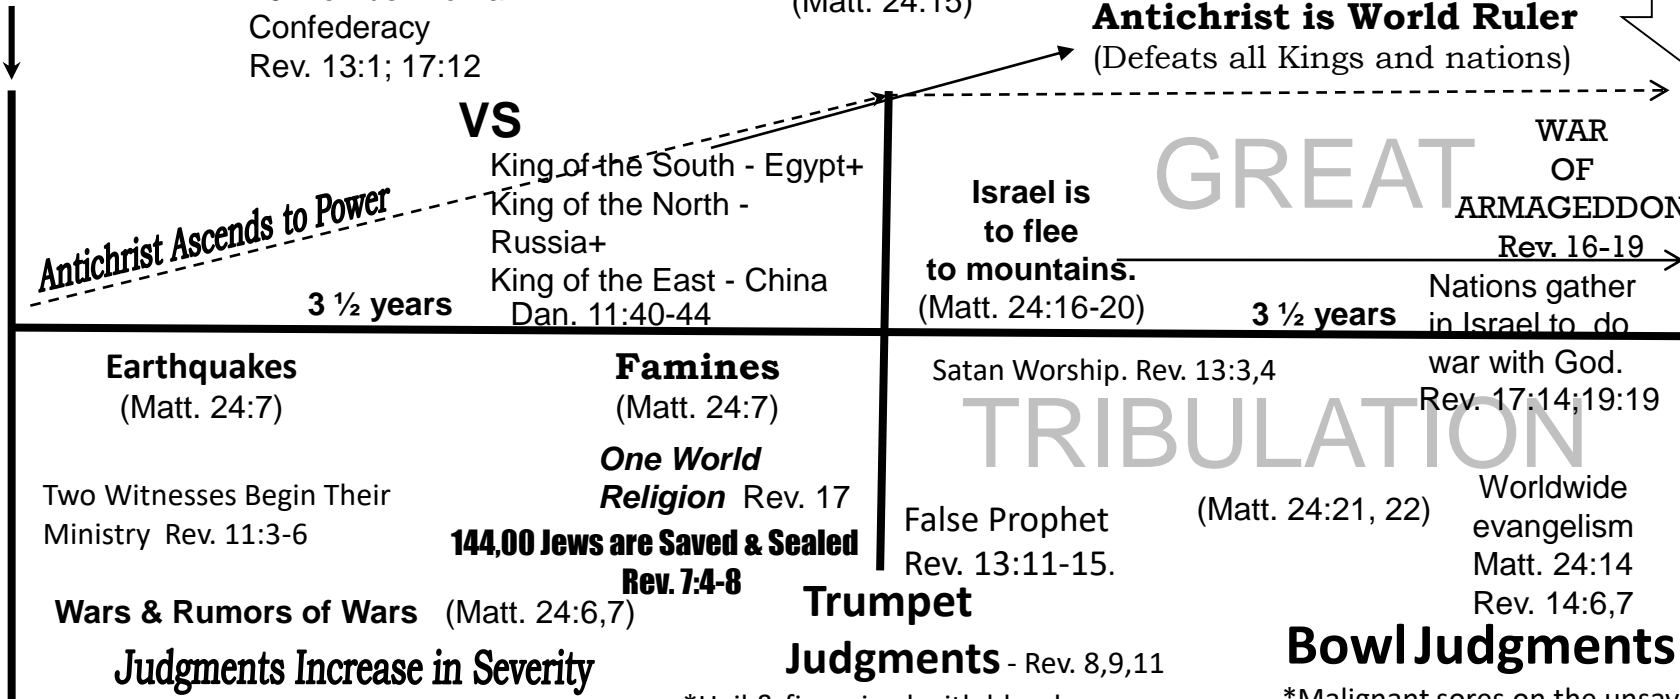 (Matt. 24:15)
Confederacy
Rev. 13:1; 17:12
Antichrist is World Ruler
(Defeats all Kings and nations)
VS
King of the South - Egypt+
King of the North -
Russia+
King of the East - China
Dan. 11:40-44
Antichrist Ascends to Power
3 ½ years
Israel is
to flee
to mountains.
(Matt. 24:16-20)
GREAT
3 ½ years
WAR
OF
ARMAGEDDON
Rev. 16-19
Nations gather
in Israel to do
war with God.
Rev. 17:14;19:19
Earthquakes
(Matt. 24:7)
Famines
(Matt. 24:7)
One World
Religion Rev. 17
Two Witnesses Begin Their
Ministry Rev. 11:3-6
144,00 Jews are Saved & Sealed
Rev. 7:4-8
Wars & Rumors of Wars (Matt. 24:6,7)
Judgments Increase in Severity
Satan Worship. Rev. 13:3,4
TRIBULATION
(Matt. 24:21, 22)
False Prophet
Rev. 13:11-15.
Worldwide
evangelism
Matt. 24:14
Rev. 14:6,7
Trumpet
Judgments - Rev. 8,9,11
Bowl Judgments
*Malignant sores on the